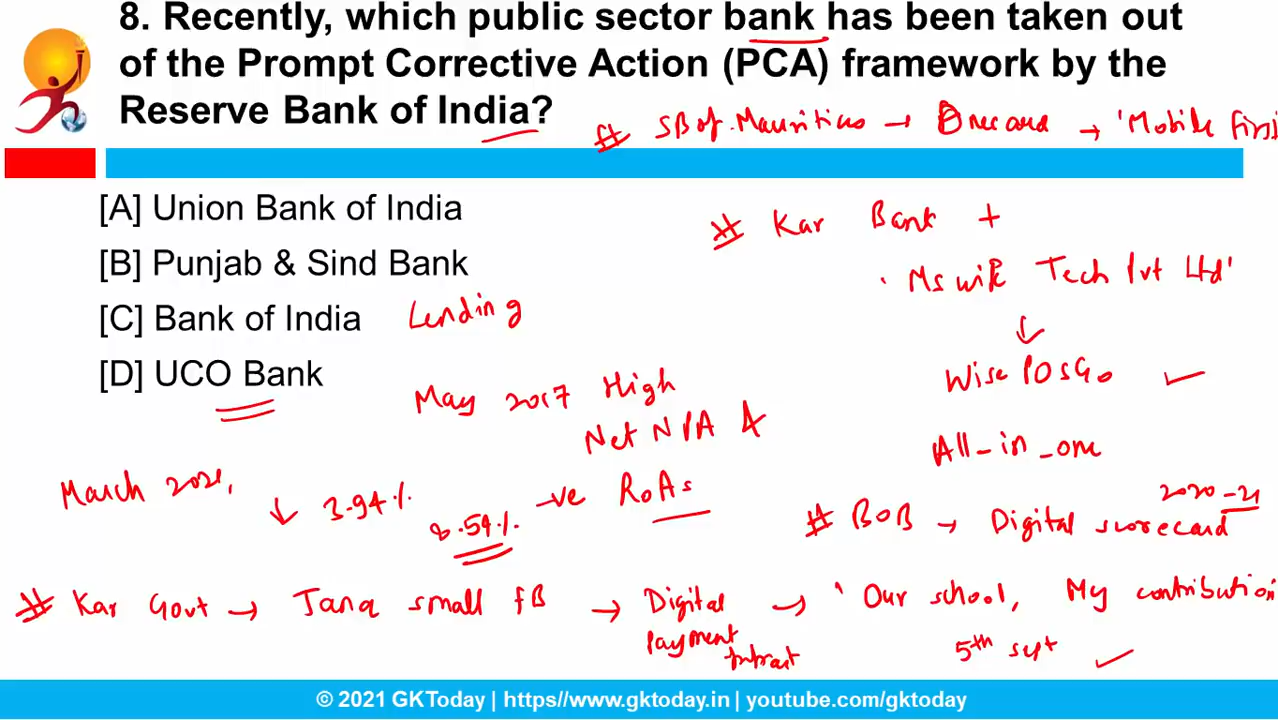 8. Recently, which public sector bank has been taken out
of the Prompt Corrective Action (PCA) framework by the
Reserve Bank of India?
# SB of Mauritius → → 'Mobile First
[A] Union Bank of India
# Kar Bank +
[B] Punjab & Sind Bank
'Mswipe Tech Pvt Ltd'
[C] Bank of India Lending
↓
[D] UCO Bank
Wise POSGo ✓
May 2017 High
Net NPA &
All-in-one
March 2021,
↓ 3.94%
8.59%
-ve RoAs
2020-21
# BOB → Digital scorecard
# Kar Govt → Jana small FB → Digital → 'Our school, My contribution
payment
5th sept ✓
© 2021 GKToday | https//www.gktoday.in | youtube.com/gktoday